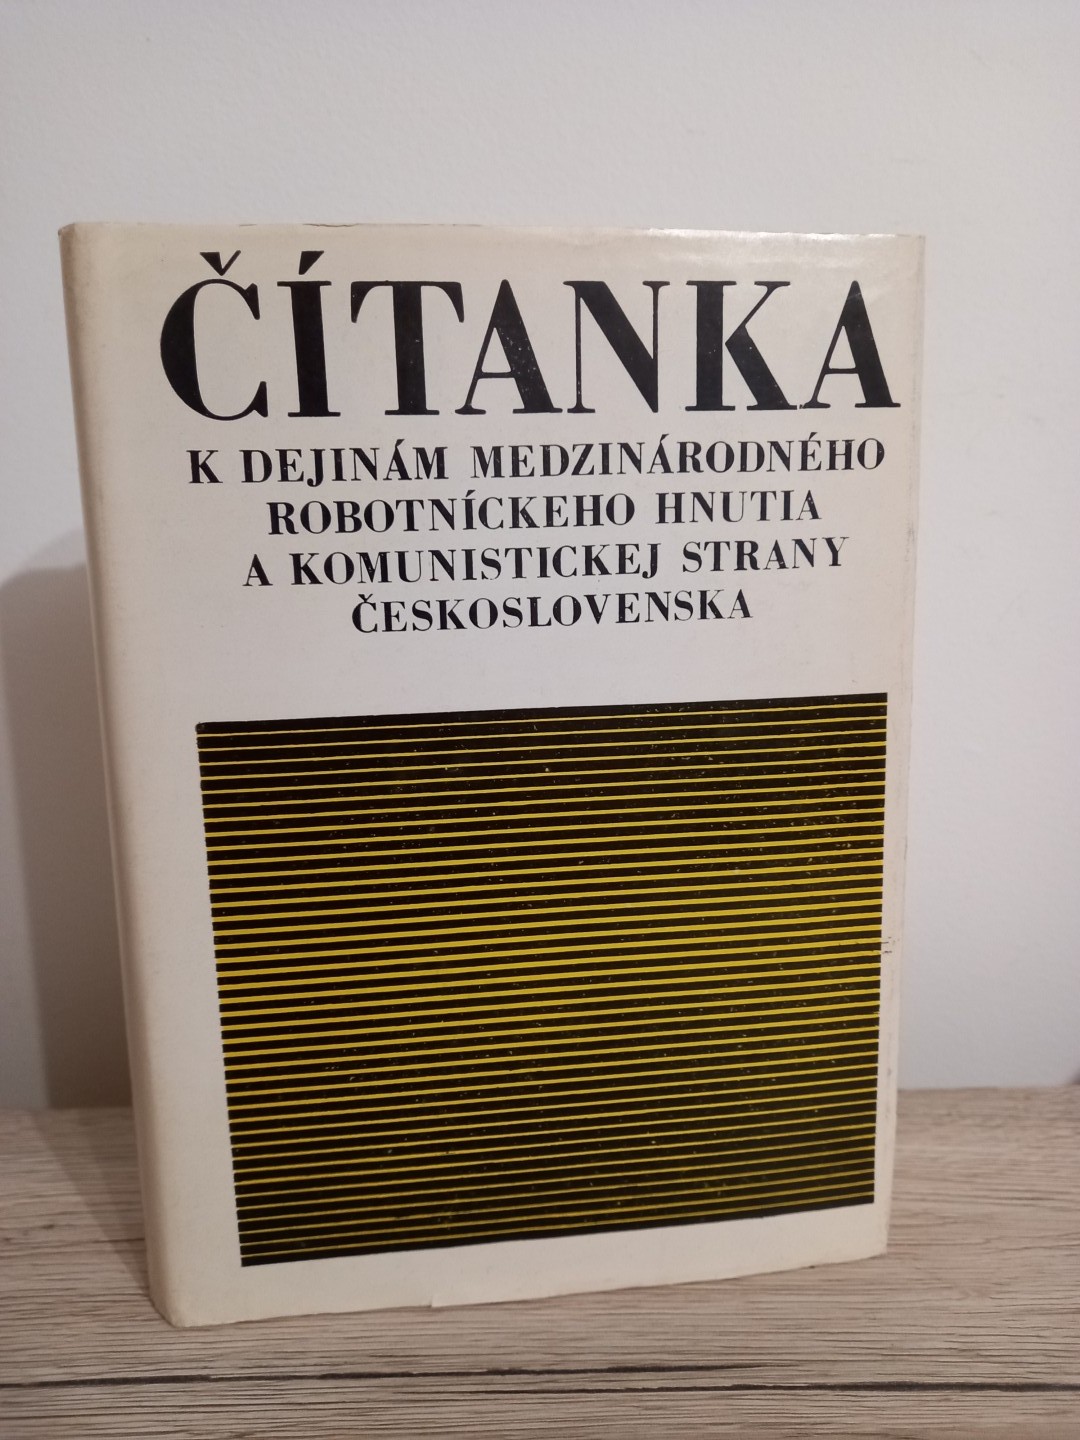 ČÍTANKA
K DEJINÁM MEDZINÁRODNÉHO
ROBOTNÍCKEHO HNUTIA
A KOMUNISTICKEJ STRANY
ČESKOSLOVENSKA